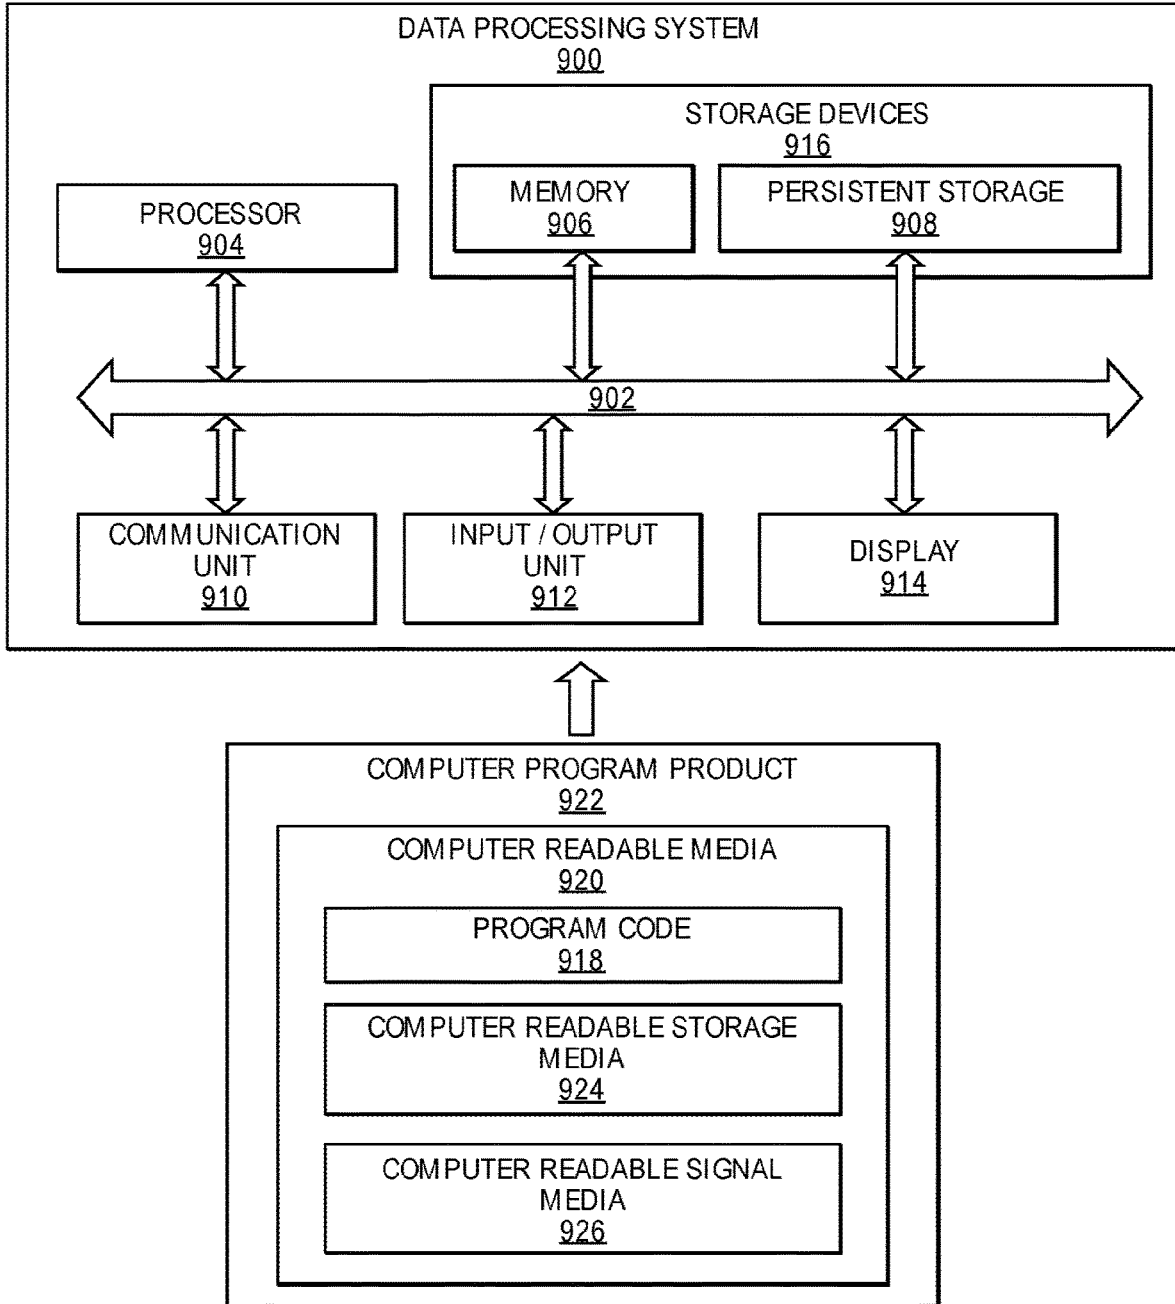 DATA PROCESSING SYSTEM
900
STORAGE DEVICES
916
MEMORY
906
PERSISTENT STORAGE
908
PROCESSOR
904
902
COMMUNICATION
UNIT
910
INPUT / OUTPUT
UNIT
912
DISPLAY
914
COMPUTER PROGRAM PRODUCT
922
COMPUTER READABLE MEDIA
920
PROGRAM CODE
918
COMPUTER READABLE STORAGE
MEDIA
924
COMPUTER READABLE SIGNAL
MEDIA
926